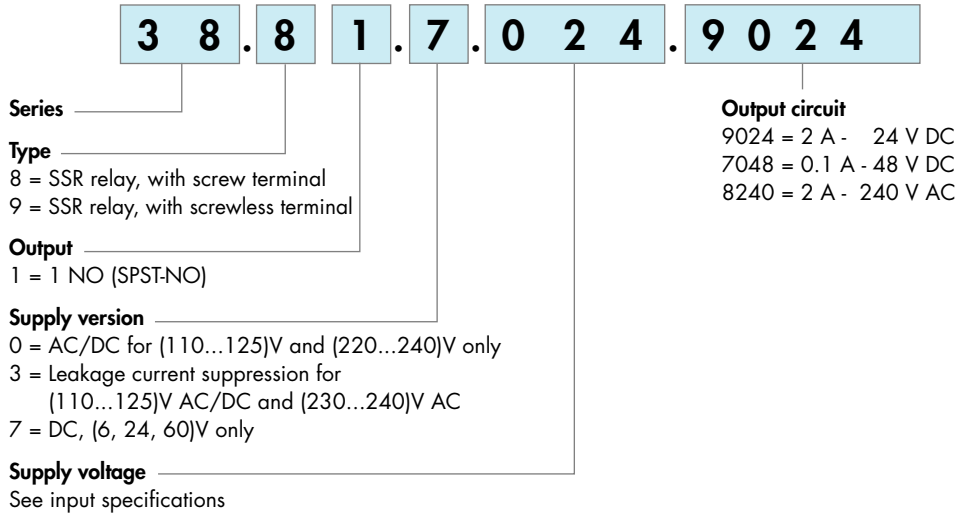 3 8 . 8 1 . 7 . 0 2 4 . 9 0 2 4
Series
Type
8 = SSR relay, with screw terminal
9 = SSR relay, with screwless terminal
Output
1 = 1 NO (SPST-NO)
Supply version
0 = AC/DC for (110...125)V and (220...240)V only
3 = Leakage current suppression for
(110...125)V AC/DC and (230...240)V AC
7 = DC, (6, 24, 60)V only
Supply voltage
See input specifications
Output circuit
9024 = 2 A - 24 V DC
7048 = 0.1 A - 48 V DC
8240 = 2 A - 240 V AC